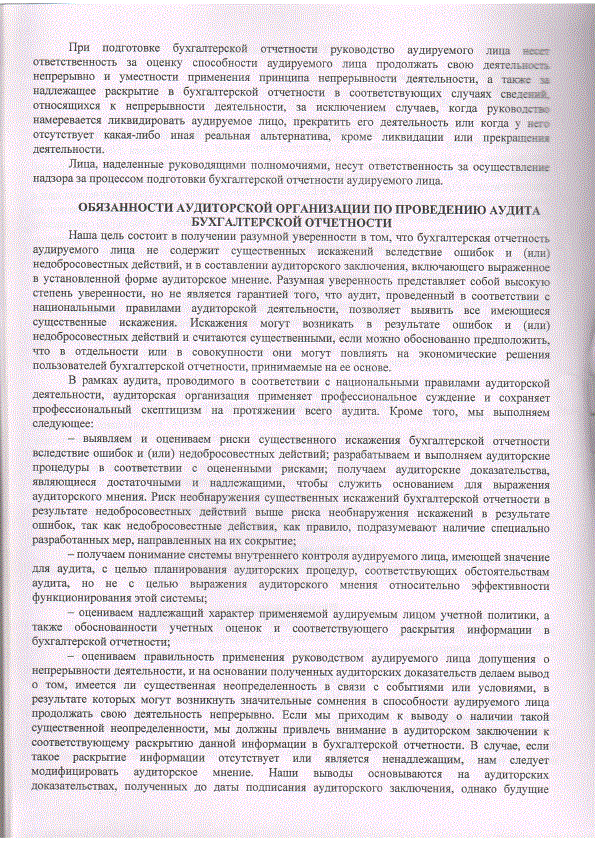 При подготовке бухгалтерской отчетности руководство аудируемого лица несет
ответственность за оценку способности аудируемого лица продолжать свою деятельность
непрерывно и уместности применения принципа непрерывности деятельности, а также за
надлежащее раскрытие в бухгалтерской отчетности в соответствующих случаях сведений,
относящихся к непрерывности деятельности, за исключением случаев, когда руководство
намеревается ликвидировать аудируемое лицо, прекратить его деятельность или когда у него
отсутствует какая-либо иная реальная альтернатива, кроме ликвидации или прекращения
деятельности.
Лица, наделенные руководящими полномочиями, несут ответственность за осуществление
надзора за процессом подготовки бухгалтерской отчетности аудируемого лица.
ОБЯЗАННОСТИ АУДИТОРСКОЙ ОРГАНИЗАЦИИ ПО ПРОВЕДЕНИЮ АУДИТА
БУХГАЛТЕРСКОЙ ОТЧЕТНОСТИ
Наша цель состоит в получении разумной уверенности в том, что бухгалтерская отчетность
аудируемого лица не содержит существенных искажений вследствие ошибок и (или)
недобросовестных действий, и в составлении аудиторского заключения, включающего выраженное
в установленной форме аудиторское мнение. Разумная уверенность представляет собой высокую
степень уверенности, но не является гарантией того, что аудит, проведенный в соответствии с
национальными правилами аудиторской деятельности, позволяет выявить все имеющиеся
существенные искажения. Искажения могут возникать в результате ошибок и (или)
недобросовестных действий и считаются существенными, если можно обоснованно предположить,
что в отдельности или в совокупности они могут повлиять на экономические решения
пользователей бухгалтерской отчетности, принимаемые на ее основе.
В рамках аудита, проводимого в соответствии с национальными правилами аудиторской
деятельности, аудиторская организация применяет профессиональное суждение и сохраняет
профессиональный скептицизм на протяжении всего аудита. Кроме того, мы выполняем
следующее:
– выявляем и оцениваем риски существенного искажения бухгалтерской отчетности
вследствие ошибок и (или) недобросовестных действий; разрабатываем и выполняем аудиторские
процедуры в соответствии с оцененными рисками; получаем аудиторские доказательства,
являющиеся достаточными и надлежащими, чтобы служить основанием для выражения
аудиторского мнения. Риск необнаружения существенных искажений бухгалтерской отчетности в
результате недобросовестных действий выше риска необнаружения искажений в результате
ошибок, так как недобросовестные действия, как правило, подразумевают наличие специально
разработанных мер, направленных на их сокрытие;
– получаем понимание системы внутреннего контроля аудируемого лица, имеющей значение
для аудита, с целью планирования аудиторских процедур, соответствующих обстоятельствам
аудита, но не с целью выражения аудиторского мнения относительно эффективности
функционирования этой системы;
– оцениваем надлежащий характер применяемой аудируемым лицом учетной политики, а
также обоснованности учетных оценок и соответствующего раскрытия информации в
бухгалтерской отчетности;
– оцениваем правильность применения руководством аудируемого лица допущения о
непрерывности деятельности, и на основании полученных аудиторских доказательств делаем вывод
о том, имеется ли существенная неопределенность в связи с событиями или условиями, в
результате которых могут возникнуть значительные сомнения в способности аудируемого лица
продолжать свою деятельность непрерывно. Если мы приходим к выводу о наличии такой
существенной неопределенности, мы должны привлечь внимание в аудиторском заключении к
соответствующему раскрытию данной информации в бухгалтерской отчетности. В случае, если
такое раскрытие информации отсутствует или является ненадлежащим, нам следует
модифицировать аудиторское мнение. Наши выводы основываются на аудиторских
доказательствах, полученных до даты подписания аудиторского заключения, однако будущие